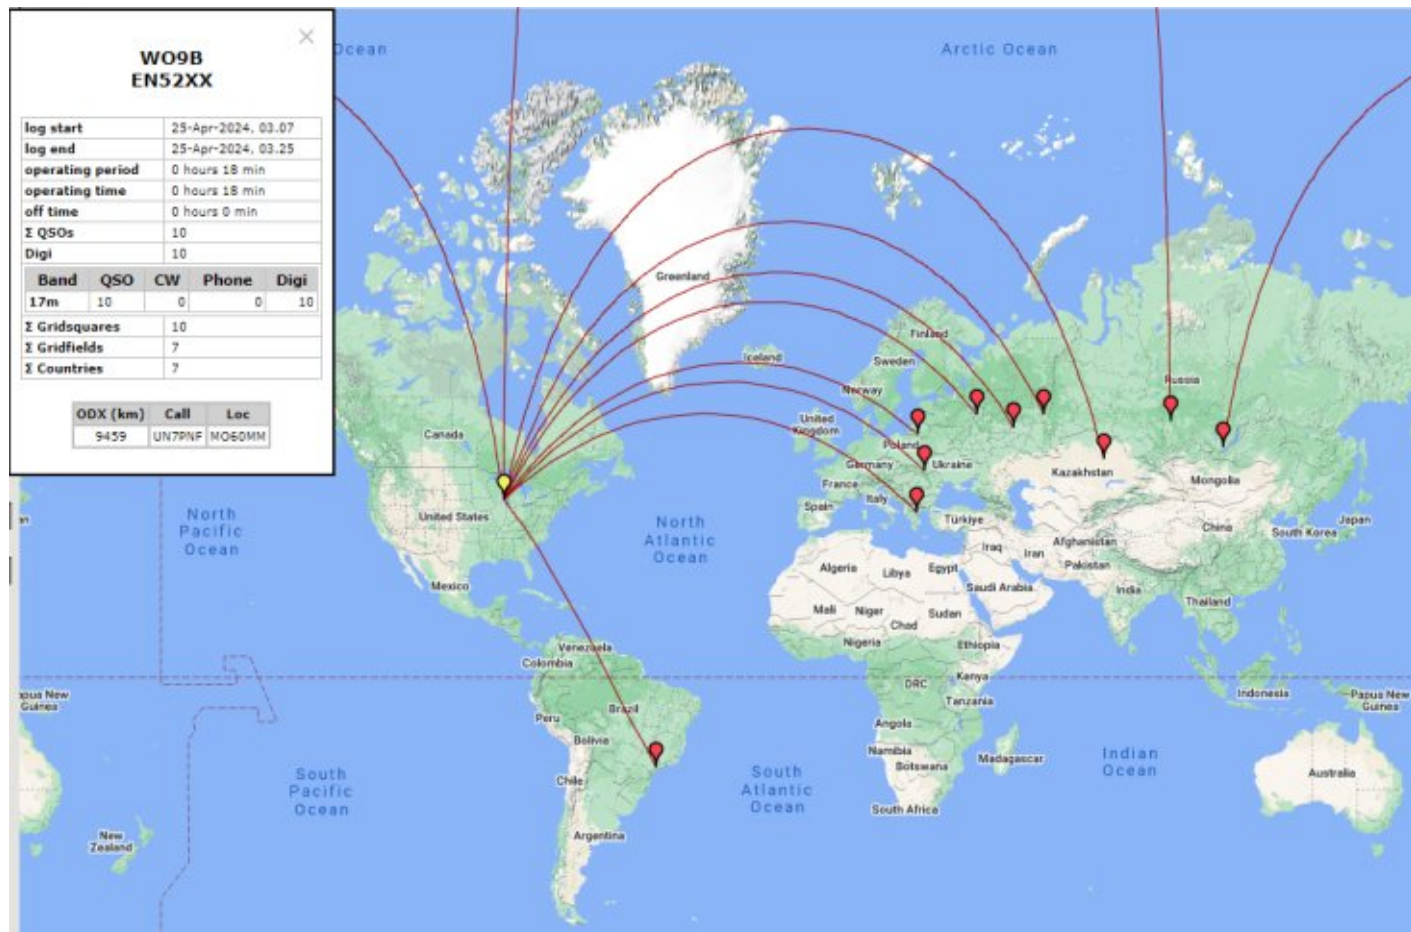 ×
WO9B
EN52XX
log start 25-Apr-2024, 03.07
log end 25-Apr-2024, 03.25
operating period 0 hours 18 min
operating time 0 hours 18 min
off time 0 hours 0 min
Σ QSOs 10
Digi 10
Band QSO CW Phone Digi
17m 10 0 0 10
Σ Gridsquares 10
Σ Gridfields 7
Σ Countries 7
ODX (km) Call Loc
9459 UN7PNF MO60MM
Ocean
Arctic Ocean
Greenland
Iceland
Finland
Sweden
Norway
Russia
United
Kingdom
Poland
Germany
Ukraine
France
Italy
Spain
Türkiye
Kazakhstan
Mongolia
China
Japan
South Korea
Afghanistan
Pakistan
Iraq
Iran
India
Thailand
Canada
United States
Mexico
North
Pacific
Ocean
North
Atlantic
Ocean
Algeria
Libya
Egypt
Saudi Arabia
Mali
Niger
Sudan
Chad
Nigeria
Ethiopia
Venezuela
Colombia
DRC
Kenya
Tanzania
Indonesia
Papua New
Guinea
pua New
Guinea
Peru
Brazil
Bolivia
Angola
Namibia
Botswana
Madagascar
Indian
Ocean
Chile
South
Pacific
Ocean
South
Atlantic
Ocean
South Africa
Australia
New
Zealand
Argentina